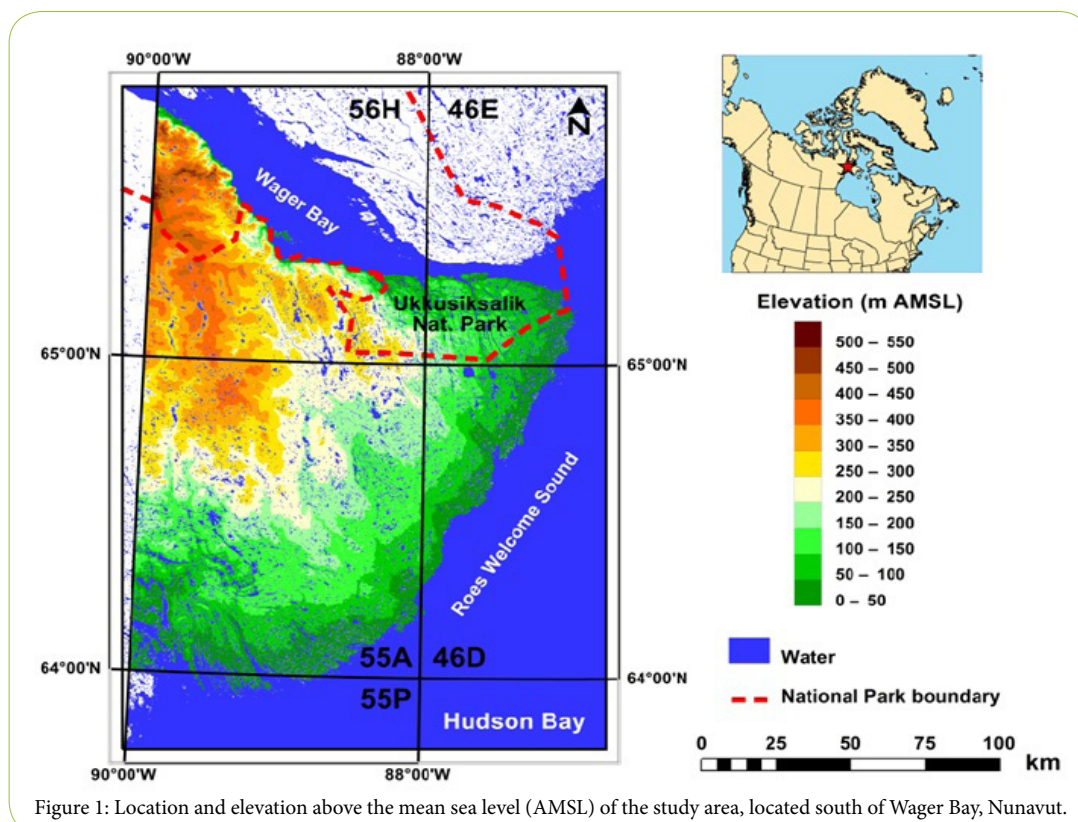 90°00'W
88°00'W
56H
46E
N
Wager Bay
Ukkusiksalik
Nat. Park
65°00'N
65°00'N
Roes Welcome Sound
55A
46D
64°00'N
64°00'N
55P
Hudson Bay
90°00'W
88°00'W
Elevation (m AMSL)
500 – 550
450 – 500
400 – 450
350 – 400
300 – 350
250 – 300
200 – 250
150 – 200
100 – 150
50 – 100
0 – 50
Water
National Park boundary
0 25 50 75 100
km
Figure 1: Location and elevation above the mean sea level (AMSL) of the study area, located south of Wager Bay, Nunavut.